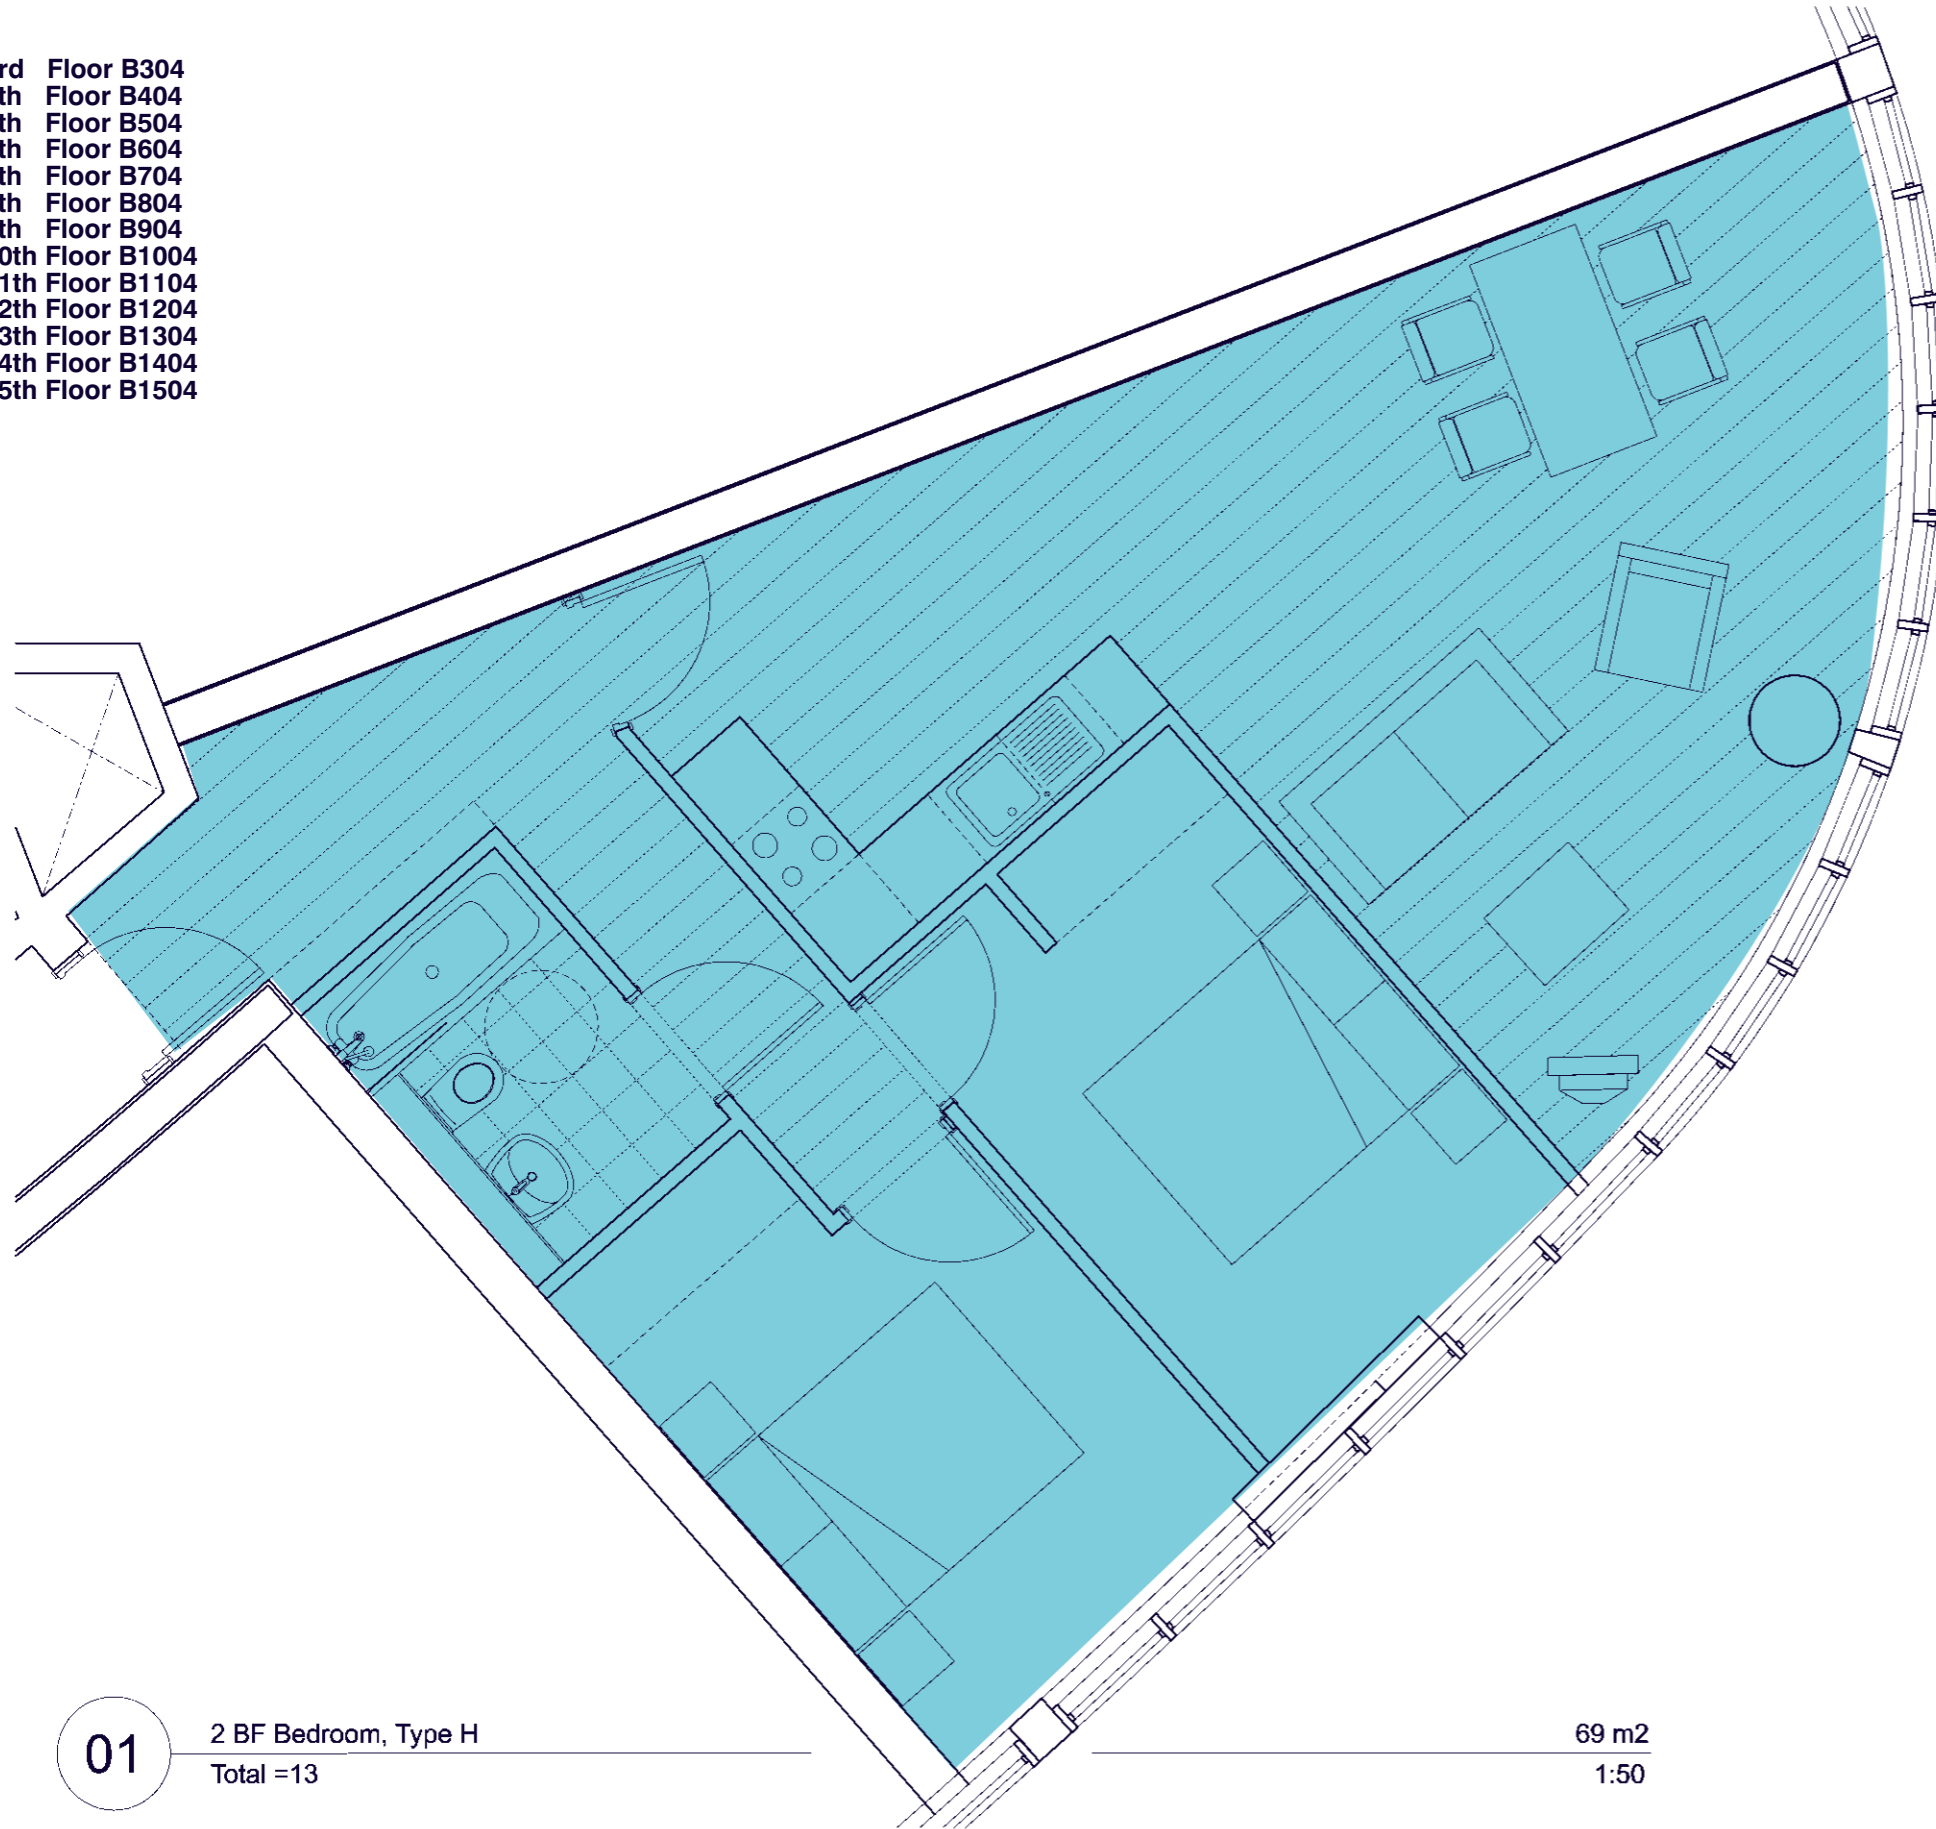 rd Floor B304
th Floor B404
th Floor B504
th Floor B604
th Floor B704
th Floor B804
th Floor B904
0th Floor B1004
1th Floor B1104
2th Floor B1204
3th Floor B1304
4th Floor B1404
5th Floor B1504
01
2 BF Bedroom, Type H
Total =13
69 m2
1:50